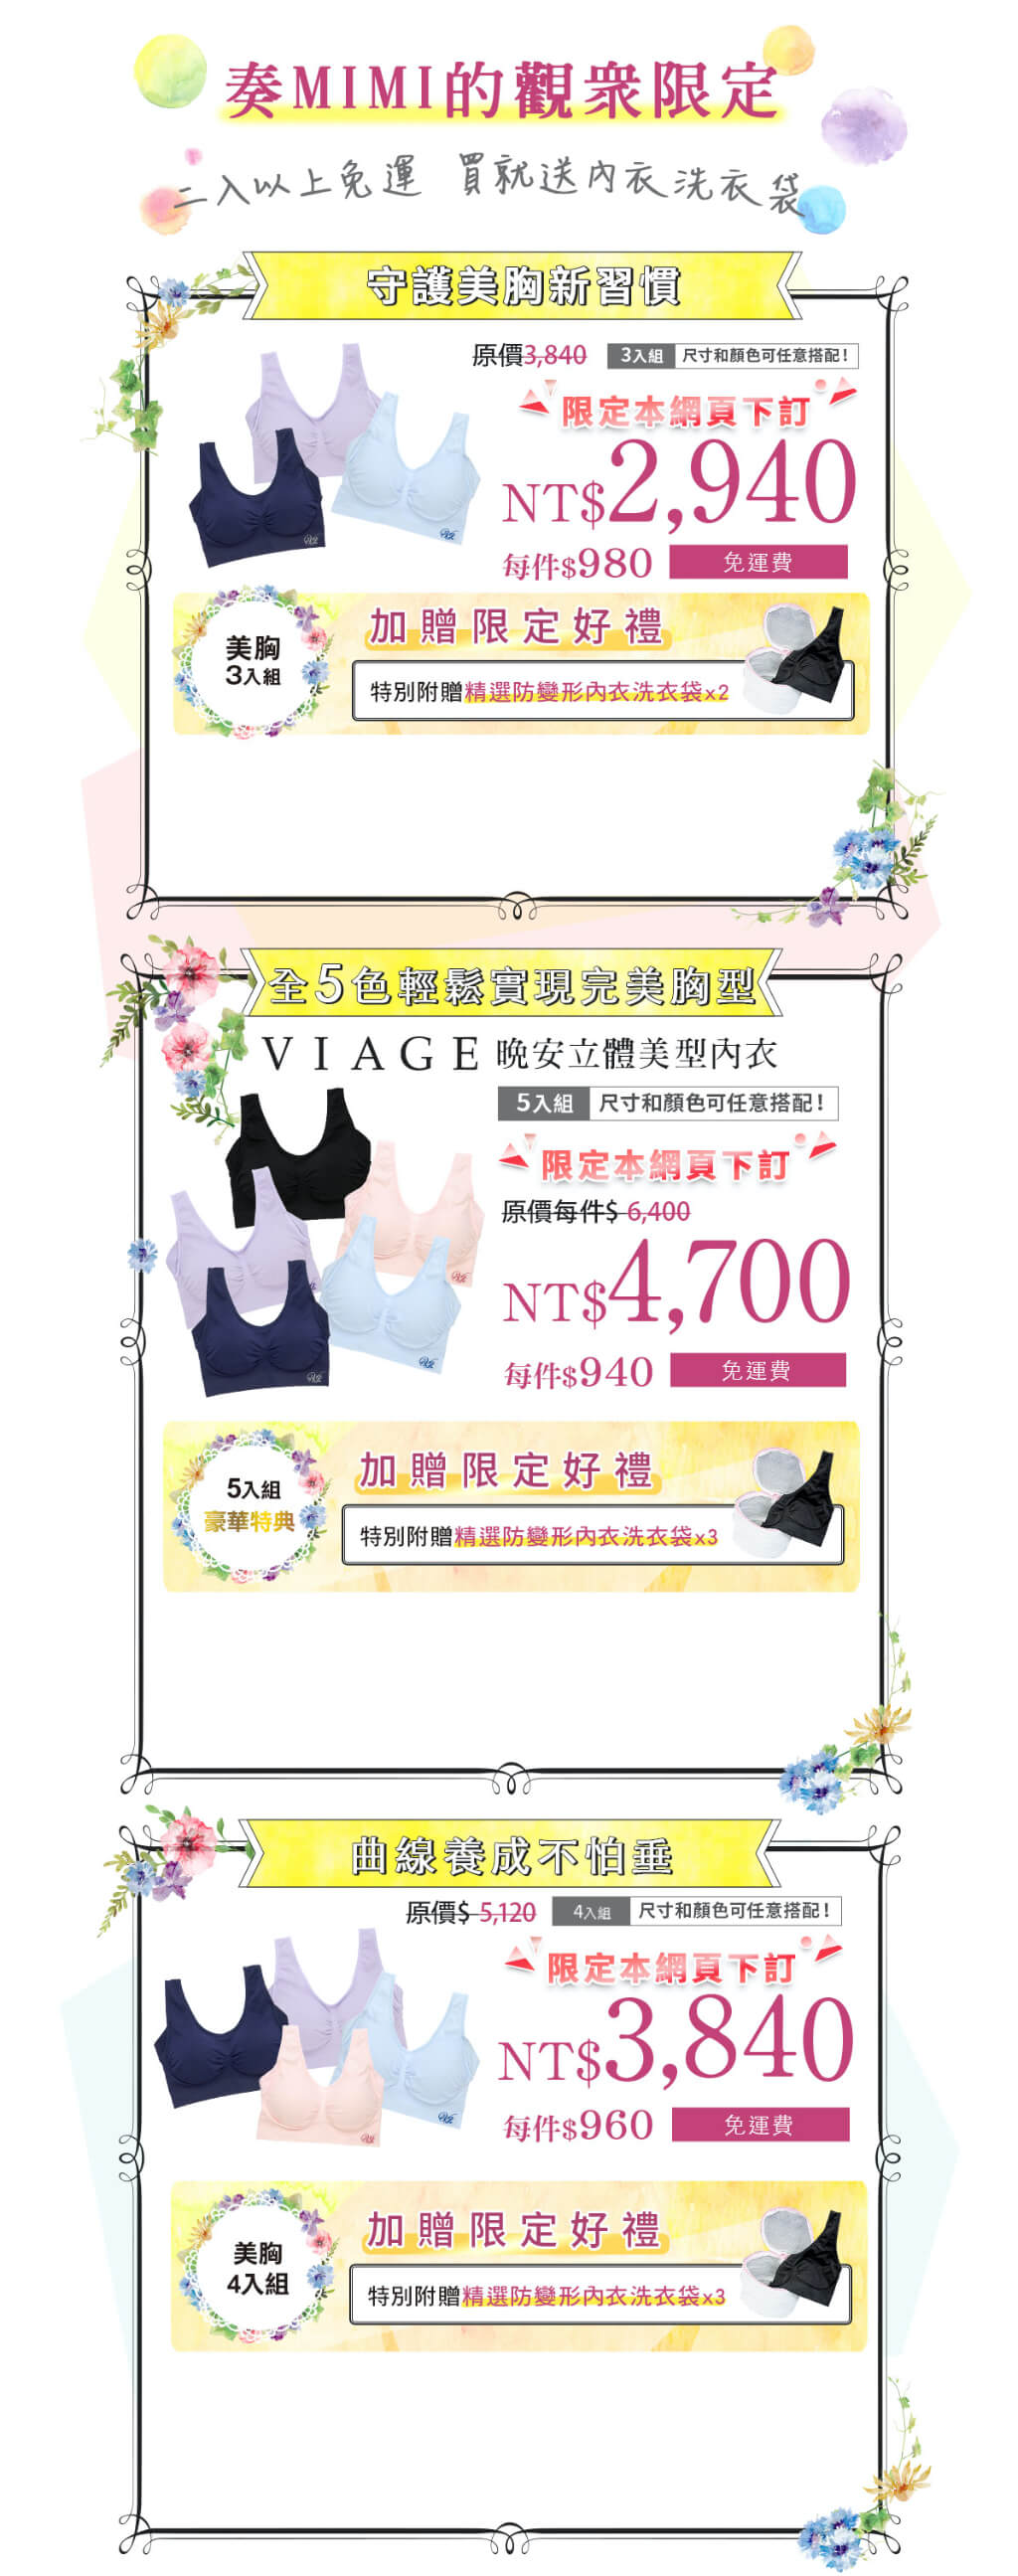 奏MIMI的觀眾限定
二入以上免運 買就送內衣洗衣袋
守護美胸新習慣
原價3,840 3入組 尺寸和顏色可任意搭配!
限定本網頁下訂
NT$2,940
每件$980 免運費
加贈限定好禮
美胸
3入組
特別附贈精選防變形內衣洗衣袋x2
全5色輕鬆實現完美胸型
VIAGE 晚安立體美型內衣
5入組 尺寸和顏色可任意搭配!
限定本網頁下訂
原價每件$ 6,400
NT$4,700
每件$940 免運費
加贈限定好禮
5入組
豪華特典
特別附贈精選防變形內衣洗衣袋x3
曲線養成不怕垂
原價$ 5,120 4入組 尺寸和顏色可任意搭配!
限定本網頁下訂
NT$3,840
每件$960 免運費
加贈限定好禮
美胸
4入組
特別附贈精選防變形內衣洗衣袋x3